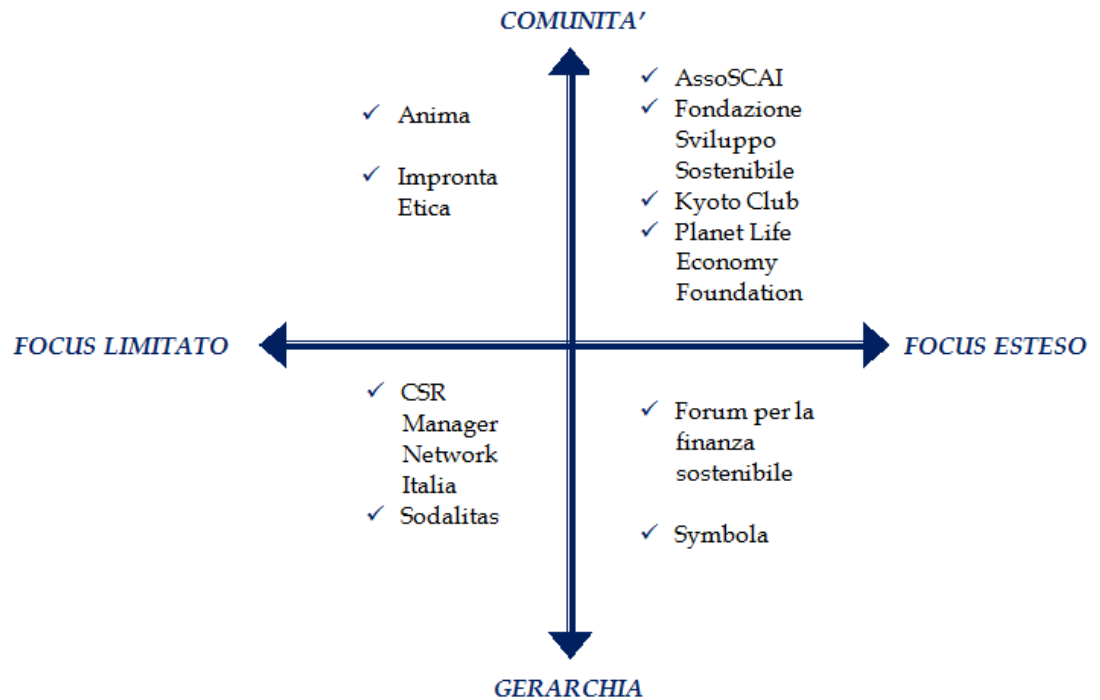 COMUNITA'
✓ Anima
✓ Impronta
Etica
✓ AssoSCAI
✓ Fondazione
Sviluppo
Sostenibile
✓ Kyoto Club
✓ Planet Life
Economy
Foundation
FOCUS LIMITATO
FOCUS ESTESO
✓ CSR
Manager
Network
Italia
✓ Sodalitas
✓ Forum per la
finanza
sostenibile
✓ Symbola
GERARCHIA